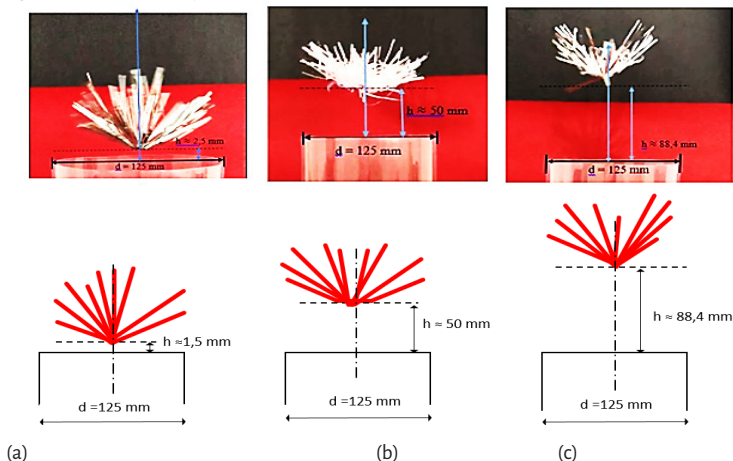 h ≈ 2,5 mm
d = 125 mm
h ≈ 50 mm
d = 125 mm
h ≈ 88,4 mm
d = 125 mm
h ≈1,5 mm
d =125 mm
h ≈ 50 mm
d =125 mm
h ≈ 88,4 mm
d =125 mm
(a)
(b)
(c)